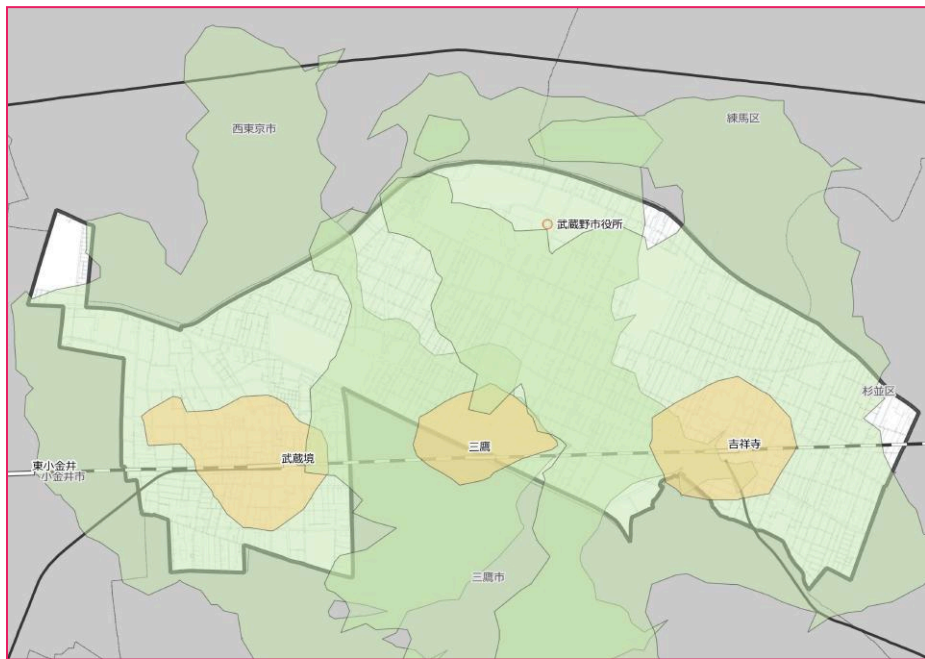 西東京市
練馬区
武蔵野市役所
杉並区
吉祥寺
三鷹
武蔵境
東小金井
小金井市
三鷹市